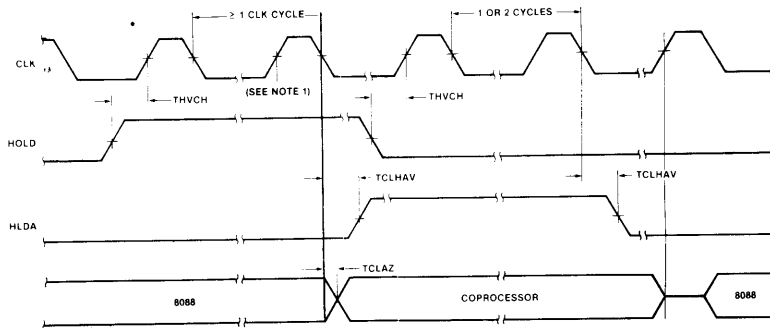 ≥ 1 CLK CYCLE
1 OR 2 CYCLES
CLK
(SEE NOTE 1)
THVCH
THVCH
HOLD
TCLHAV
TCLHAV
HLDA
TCLAZ
8088
COPROCESSOR
8088